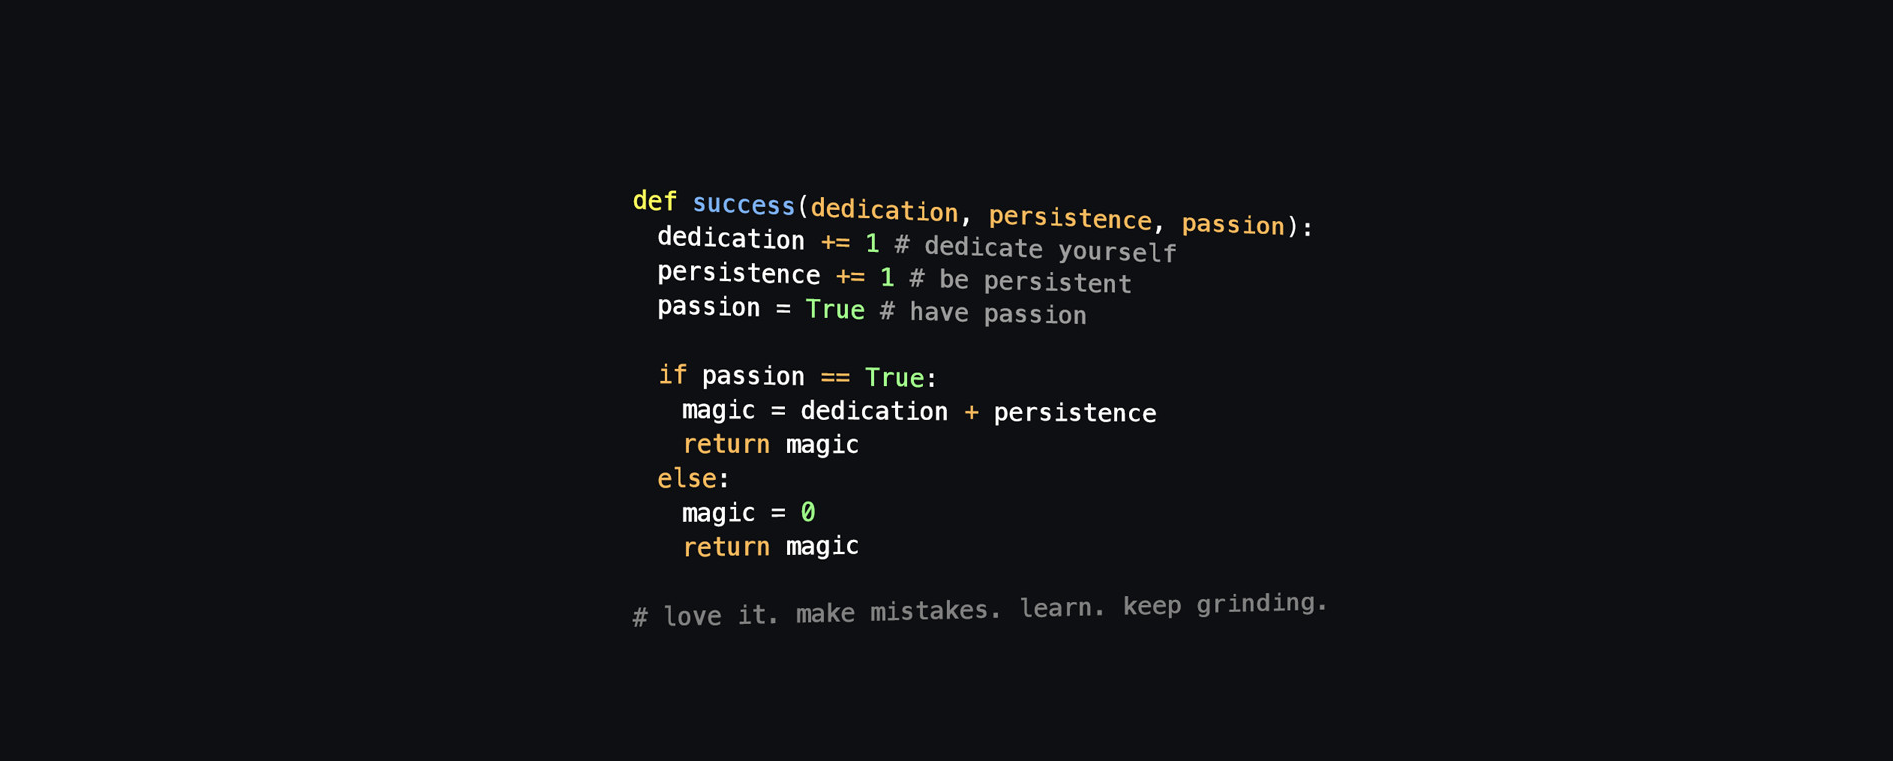 def success(dedication, persistence, passion):
  dedication += 1 # dedicate yourself
  persistence += 1 # be persistent
  passion = True # have passion

  if passion == True:
    magic = dedication + persistence
    return magic
  else:
    magic = 0
    return magic

# love it. make mistakes. learn. keep grinding.